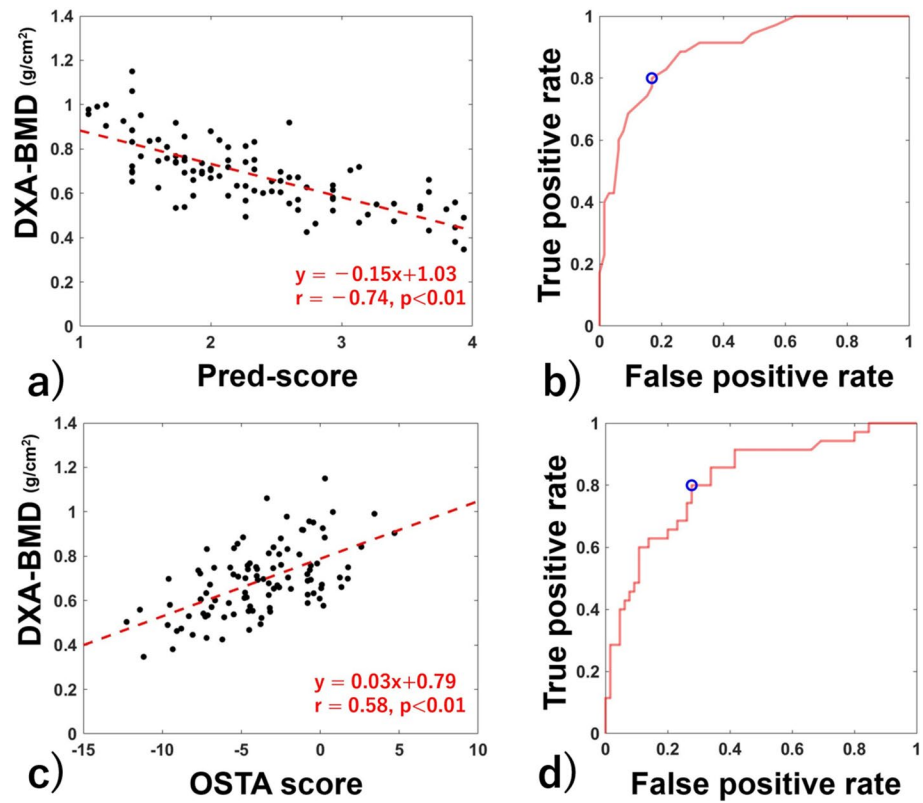 1.4
1.2
1
0.8
0.6
0.4
0.2
0
DXA-BMD (g/cm²)
y = −0.15x+1.03
r = −0.74, p<0.01
1 2 3 4
Pred-score
a)
1
0.8
0.6
0.4
0.2
0
True positive rate
0 0.2 0.4 0.6 0.8 1
False positive rate
b)
1.4
1.2
1
0.8
0.6
0.4
0.2
0
DXA-BMD (g/cm²)
y = 0.03x+0.79
r = 0.58, p<0.01
-15 -10 -5 0 5 10
OSTA score
c)
1
0.8
0.6
0.4
0.2
0
True positive rate
0 0.2 0.4 0.6 0.8 1
False positive rate
d)